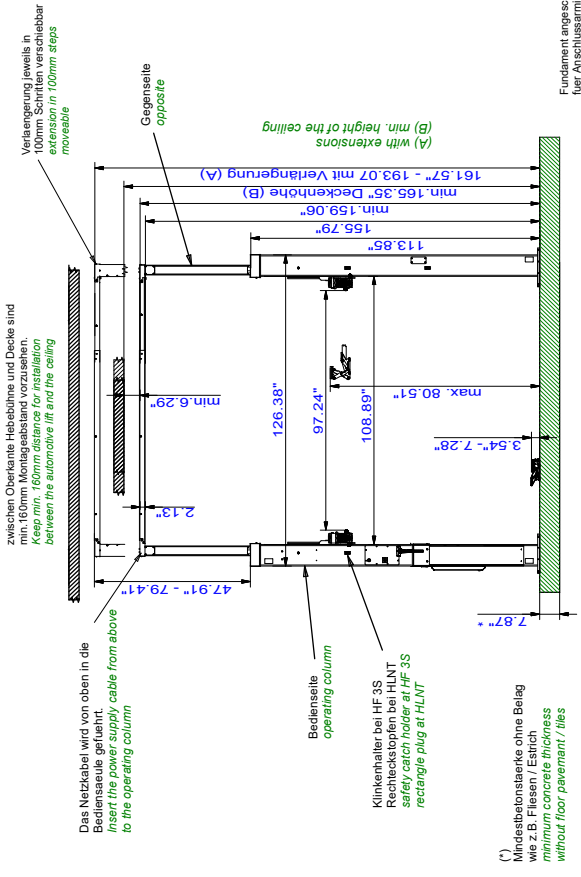 zwischen Oberkante Hebebühne und Decke sind
min.160mm Montageabstand vorzusehen.
Keep min. 160mm distance for installation
between the automotive lift and the ceiling
Verlaengerung jeweils in
100mm Schritten verschiebbar
extension in 100mm steps
moveable
Das Netzkabel wird von oben in die
Bediensaeule gefuehrt.
Insert the power supply cable from above
to the operating column
Gegenseite
opposite
47.91" - 79.41"
2.13"
min.6.29"
126.38"
97.24"
108.89"
max. 80.51"
3.54"- 7.28"
113.85"
155.79"
min.159.06"
min.165.35" Deckenhöhe (B)
161.57" - 193.07 mit Verlängerung (A)
(A) with extensions
(B) min. height of the ceiling
Bedienseite
operating column
Klinkenhalter bei HF 3S
Rechteckstopfen bei HLNT
safety catch holder at HF 3S
rectangle plug at HLNT
7.87" *
(*)
Mindestbetonstaerke ohne Belag
wie z.B. Fliesen / Estrich
minimum concrete thickness
without floor pavement / tiles
Fundament angesc
fuer Anschlussarmi